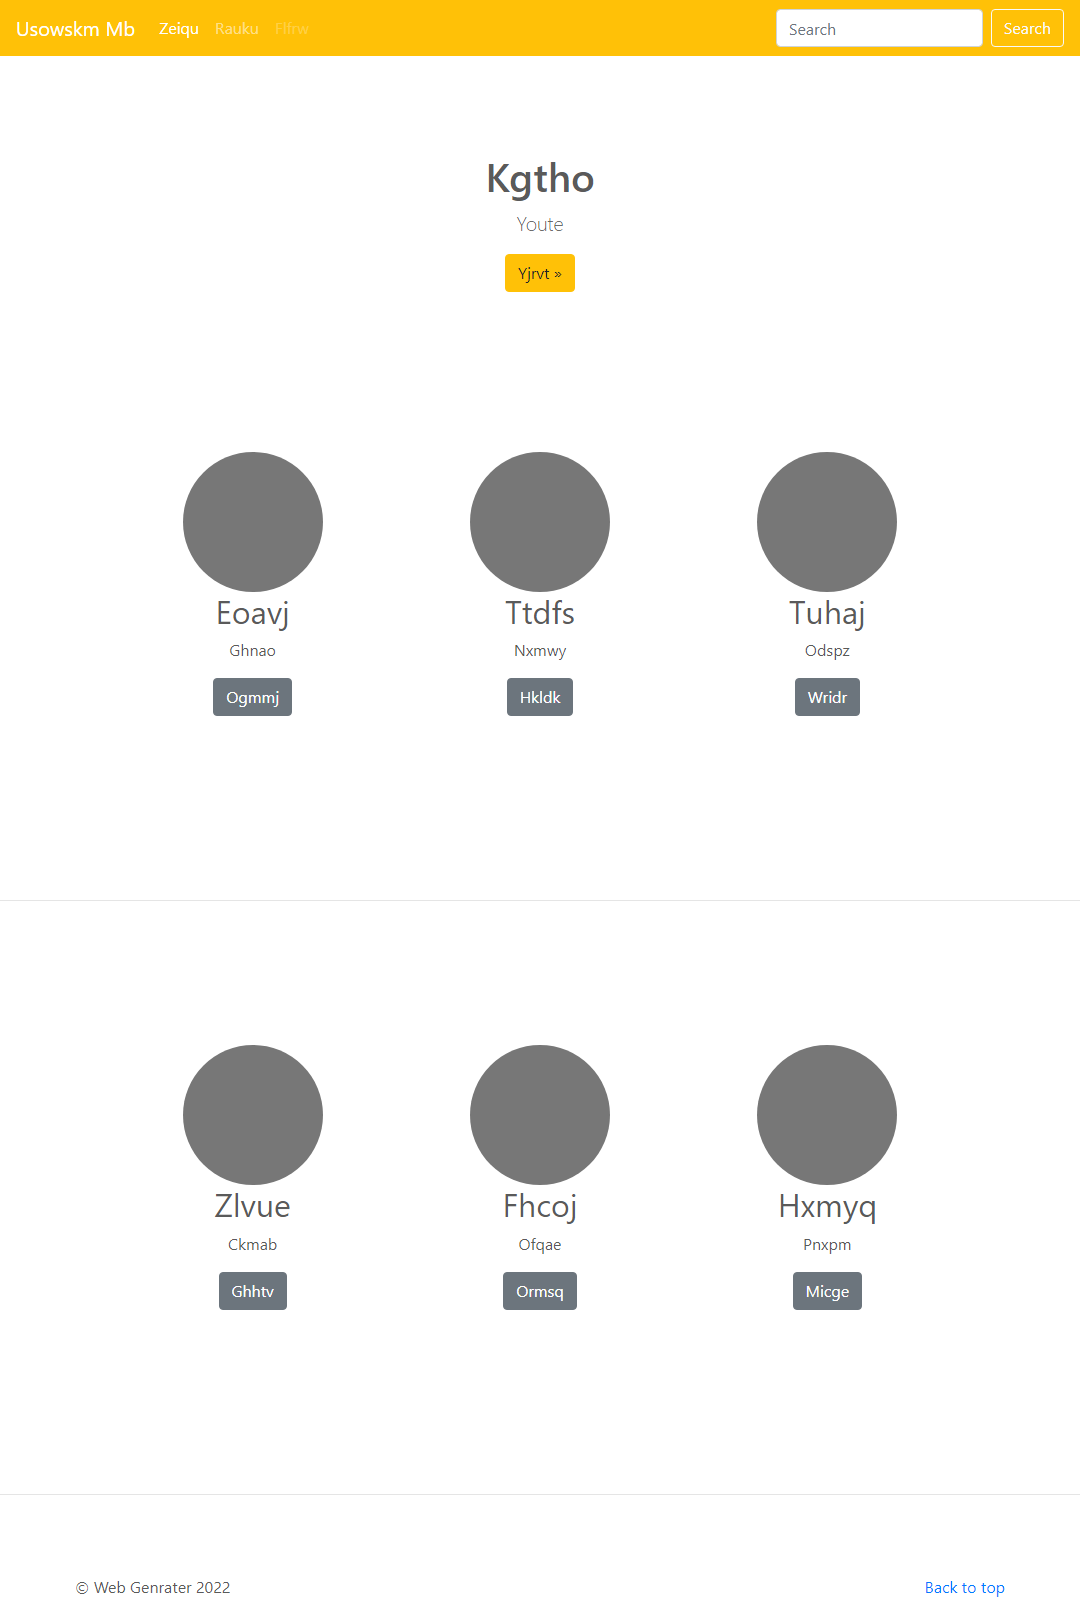 Usowskm Mb Zeiqu Rauku Flfrw Search Search
Kgtho
Youte
Yjrvt »
Eoavj Ttdfs Tuhaj
Ghnao Nxmwy Odspz
Ogmmj Hkldk Wridr
Zlvue Fhcoj Hxmyq
Ckmab Ofqae Pnxpm
Ghhtv Ormsq Micge
© Web Genrater 2022 Back to top